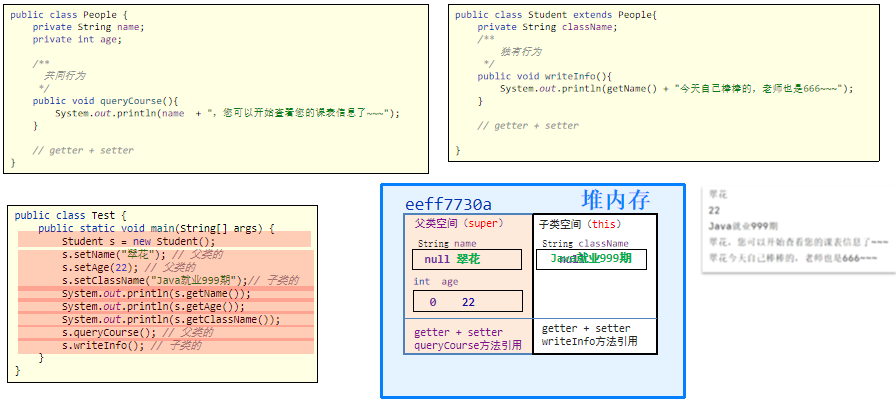 public class People {
private String name;
private int age;
/**
共同行为
*/
public void queryCourse(){
System.out.println(name + ", 您可以开始查看您的课表信息了~~~");
}
// getter + setter
}
public class Student extends People{
private String className;
/**
独有行为
*/
public void writeInfo(){
System.out.println(getName() + "今天自己棒棒的，老师也是666~~~");
}
// getter + setter
}
public class Test {
public static void main(String[] args) {
Student s = new Student();
s.setName("翠花"); // 父类的
s.setAge(22); // 父类的
s.setClassName("Java就业999期");// 子类的
System.out.println(s.getName());
System.out.println(s.getAge());
System.out.println(s.getClassName());
s.queryCourse(); // 父类的
s.writeInfo(); // 子类的
}
}
堆内存
eeff7730a
父类空间（super）
String name
null 翠花
int age
0 22
getter + setter
queryCourse方法引用
子类空间（this）
String className
null
Java就业999期
getter + setter
writeInfo方法引用
翠花
22
Java就业999期
翠花，您可以开始查看您的课表信息了~~~
翠花今天自己棒棒的，老师也是666~~~